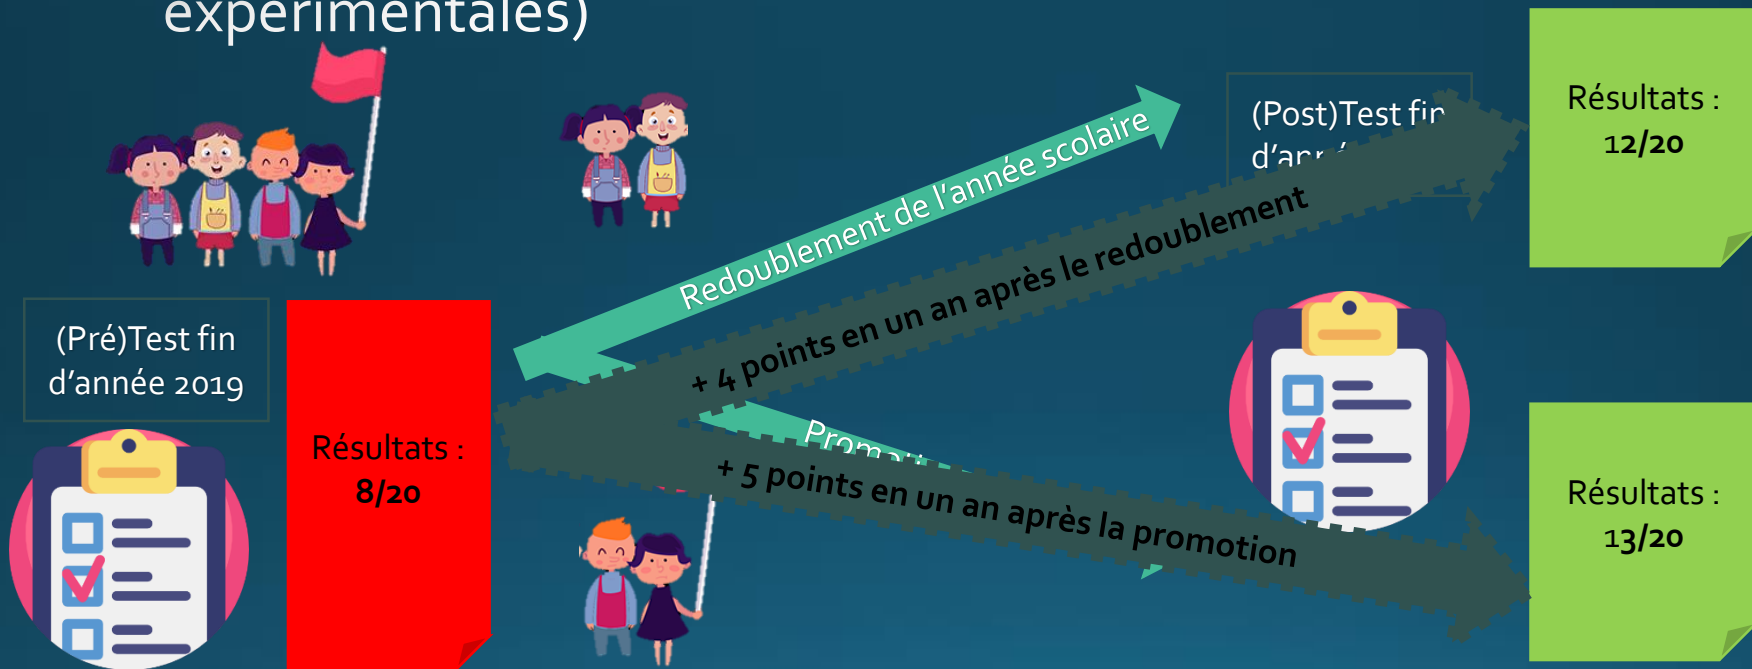 expérimentales)
(Pré)Test fin
d'année 2019
Résultats :
8/20
Redoublement de l'année scolaire
+ 4 points en un an après le redoublement
+ 5 points en un an après la promotion
(Post)Test fin
Résultats :
12/20
Résultats :
13/20